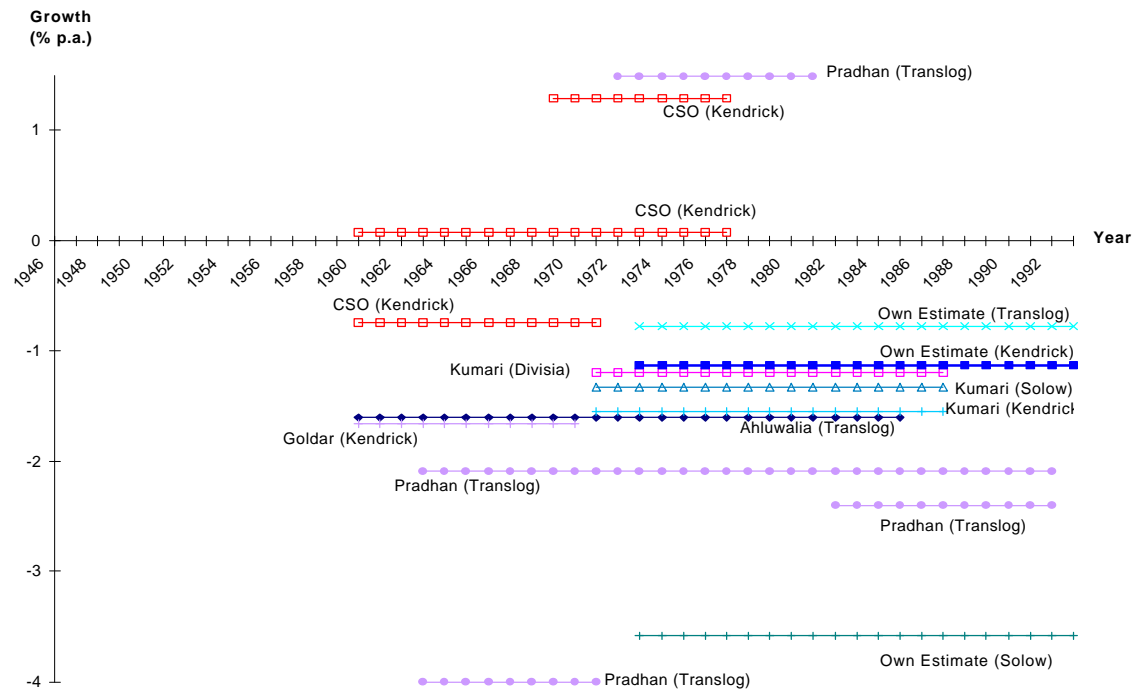 Growth
(% p.a.)
Pradhan (Translog)
CSO (Kendrick)
1
CSO (Kendrick)
0
Year
1946 1948 1950 1952 1954 1956 1958 1960 1962 1964 1966 1968 1970 1972 1974 1976 1978 1980 1982 1984 1986 1988 1990 1992
CSO (Kendrick)
Own Estimate (Translog)
-1
Own Estimate (Kendrick)
Kumari (Divisia)
Kumari (Solow)
Kumari (Kendrick
Ahluwalia (Translog)
Goldar (Kendrick)
-2
Pradhan (Translog)
Pradhan (Translog)
-3
Own Estimate (Solow)
-4
Pradhan (Translog)